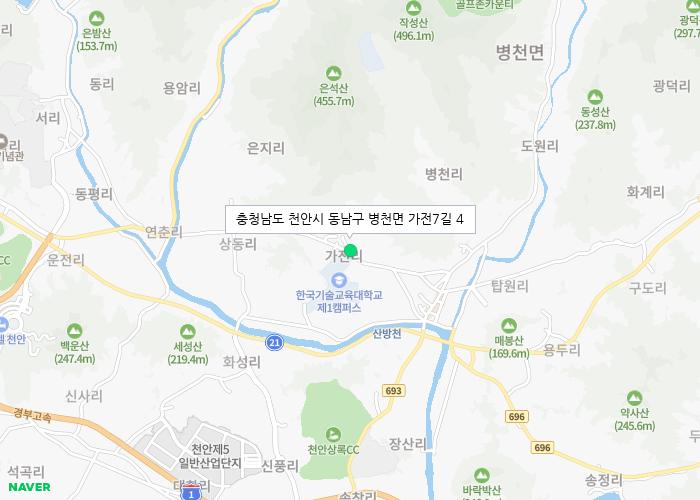 골프존카운티
작성산
(496.1m)
은밤산
(153.7m)
병천면
동리
용암리
은석산
(455.7m)
광덕리
동성산
(237.8m)
서리
은지리
도원리
기념관
병천리
동평리
화계리
충청남도 천안시 동남구 병천면 가전7길 4
연춘리
상동리
가전리
운전리
CC
한국기술교육대학교
제1캠퍼스
탑원리
구도리
산방천
천안
백운산
(247.4m)
세성산
(219.4m)
21
매봉산
(169.6m)
용두리
화성리
신사리
693
경부고속
696
약사산
(245.6m)
천안제5
일반산업단지
천안상록CC
장산리
696
석곡리
신풍리
바락박산
송정리
NAVER
1